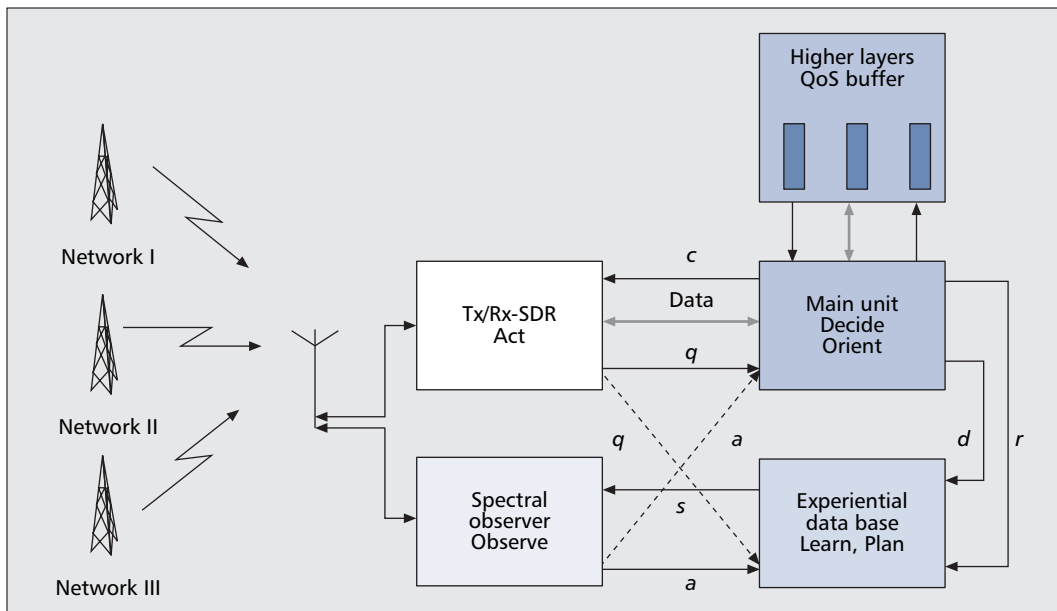 Higher layers
QoS buffer
Network I
c
Tx/Rx-SDR
Act
Data
Main unit
Decide
Orient
q
Network II
q
a
d
r
Spectral
observer
Observe
s
Experiential
data base
Learn, Plan
a
Network III